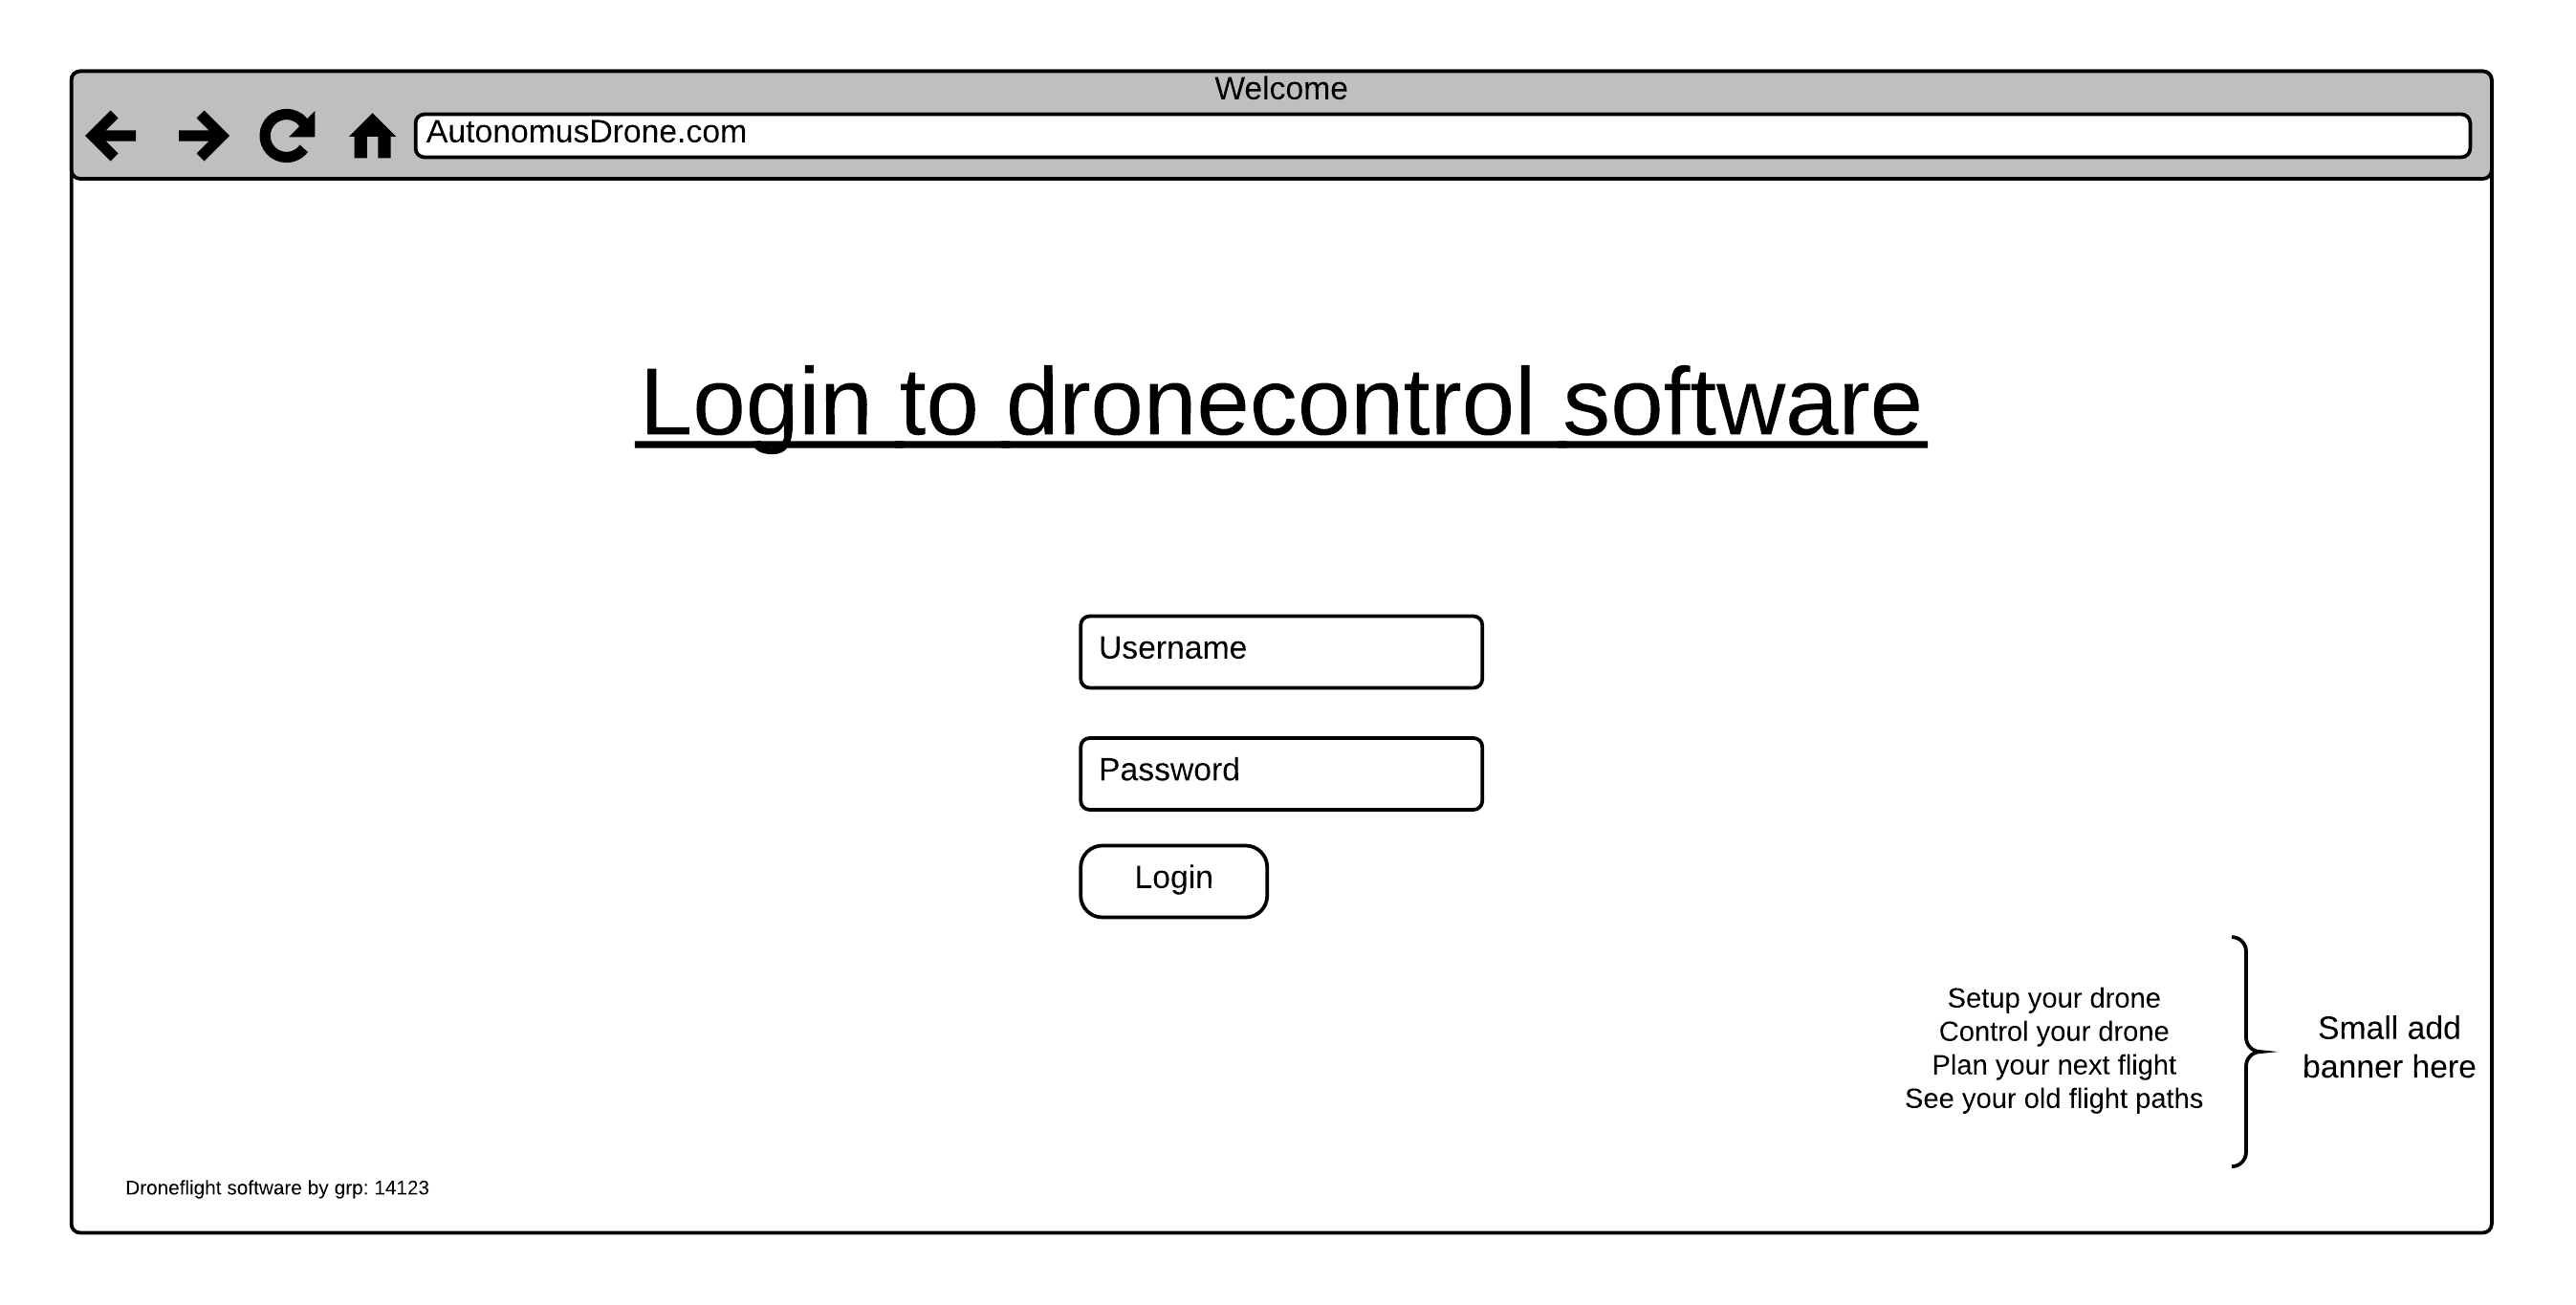 Welcome
AutonomusDrone.com
Login to dronecontrol software
Username
Password
Login
Setup your drone
Control your drone
Plan your next flight
See your old flight paths
Small add
banner here
Droneflight software by grp: 14123